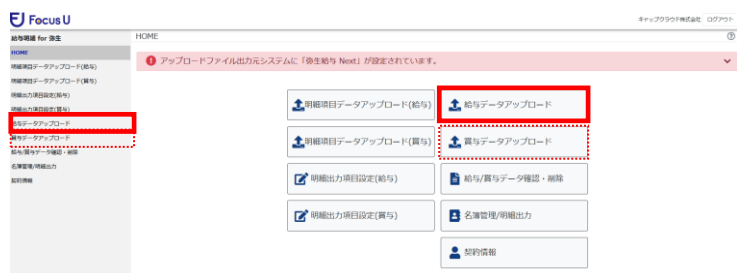 Focus U
キャップクラウド株式会社 ログアウト
給与明細 for 弥生
HOME
HOME
明細項目データアップロード(給与)
明細項目データアップロード(賞与)
明細出力項目設定(給与)
明細出力項目設定(賞与)
給与データアップロード
賞与データアップロード
給与/賞与データ確認・削除
名簿管理/明細出力
契約情報
アップロードファイル出力元システムに「弥生給与 Next」が設定されています。
明細項目データアップロード(給与)
給与データアップロード
明細項目データアップロード(賞与)
賞与データアップロード
明細出力項目設定(給与)
給与/賞与データ確認・削除
明細出力項目設定(賞与)
名簿管理/明細出力
契約情報